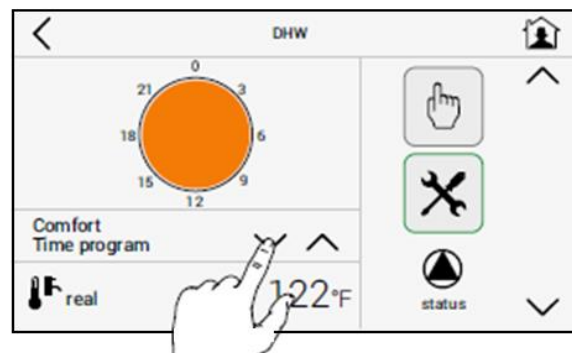 DHW
0
21 3
18 6
15 9
12
Comfort
Time program
real 122°F
status